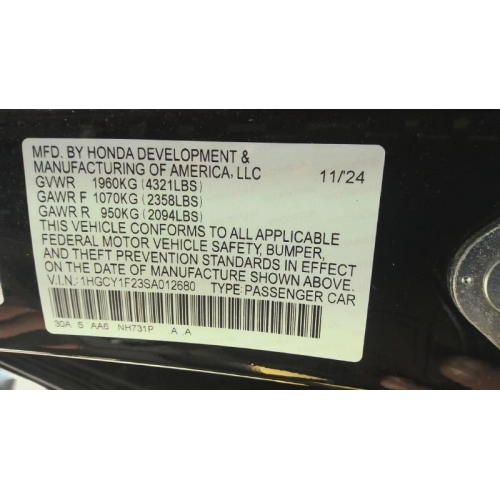 MFD. BY HONDA DEVELOPMENT &
MANUFACTURING OF AMERICA, LLC 11/24
GVWR 1960KG (4321LBS)
GAWR F 1070KG (2358LBS)
GAWR R 950KG (2094LBS)
THIS VEHICLE CONFORMS TO ALL APPLICABLE
FEDERAL MOTOR VEHICLE SAFETY, BUMPER,
AND THEFT PREVENTION STANDARDS IN EFFECT
ON THE DATE OF MANUFACTURE SHOWN ABOVE.
V.I.N.:1HGCY1F23SA012680 TYPE:PASSENGER CAR
30A 5 AA6 NH731P A A